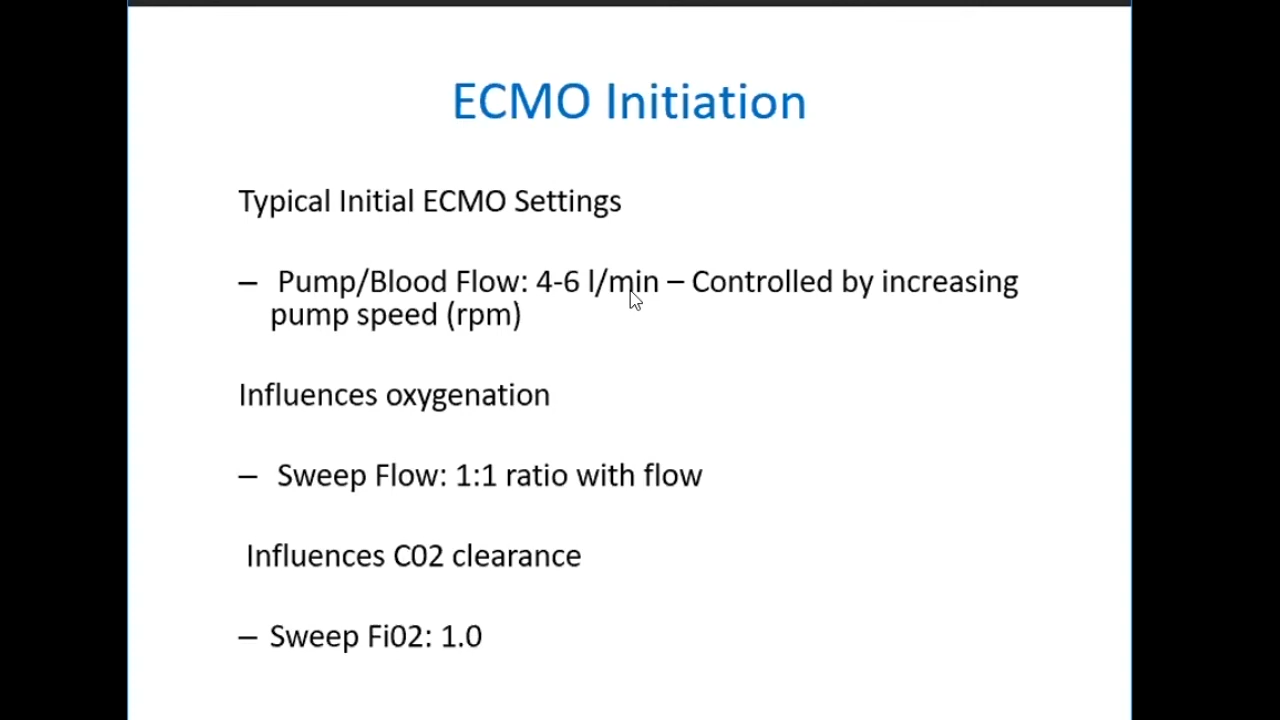 ECMO Initiation
Typical Initial ECMO Settings
– Pump/Blood Flow: 4-6 l/min – Controlled by increasing
pump speed (rpm)
Influences oxygenation
– Sweep Flow: 1:1 ratio with flow
Influences C02 clearance
– Sweep Fi02: 1.0